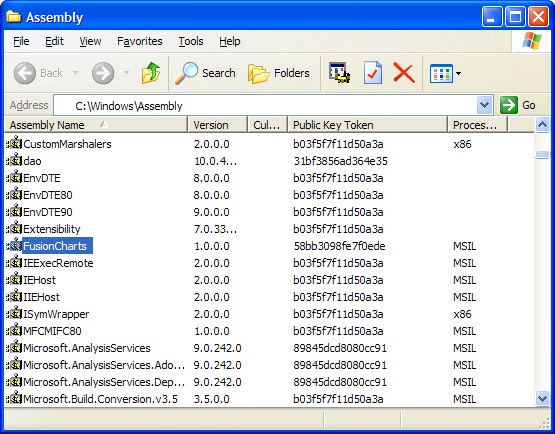 Assembly
File Edit View Favorites Tools Help
Back Search Folders
Address C:\Windows\Assembly Go
Assembly Name Version Cul... Public Key Token Proces...
CustomMarshalers 2.0.0.0 b03f5f7f11d50a3a x86
dao 10.0.4... 31bf3856ad364e35
EnvDTE 8.0.0.0 b03f5f7f11d50a3a
EnvDTE80 8.0.0.0 b03f5f7f11d50a3a
EnvDTE90 9.0.0.0 b03f5f7f11d50a3a
Extensibility 7.0.33... b03f5f7f11d50a3a
FusionCharts 1.0.0.0 58bb3098fe7f0ede MSIL
IEExecRemote 2.0.0.0 b03f5f7f11d50a3a MSIL
IEHost 2.0.0.0 b03f5f7f11d50a3a MSIL
IIEHost 2.0.0.0 b03f5f7f11d50a3a MSIL
ISymWrapper 2.0.0.0 b03f5f7f11d50a3a x86
MFCMIFC80 1.0.0.0 b03f5f7f11d50a3a MSIL
Microsoft.AnalysisServices 9.0.242.0 89845dcd8080cc91 MSIL
Microsoft.AnalysisServices.Ado... 9.0.242.0 89845dcd8080cc91 MSIL
Microsoft.AnalysisServices.Dep... 9.0.242.0 89845dcd8080cc91 MSIL
Microsoft.Build.Conversion.v3.5 3.5.0.0 b03f5f7f11d50a3a MSIL